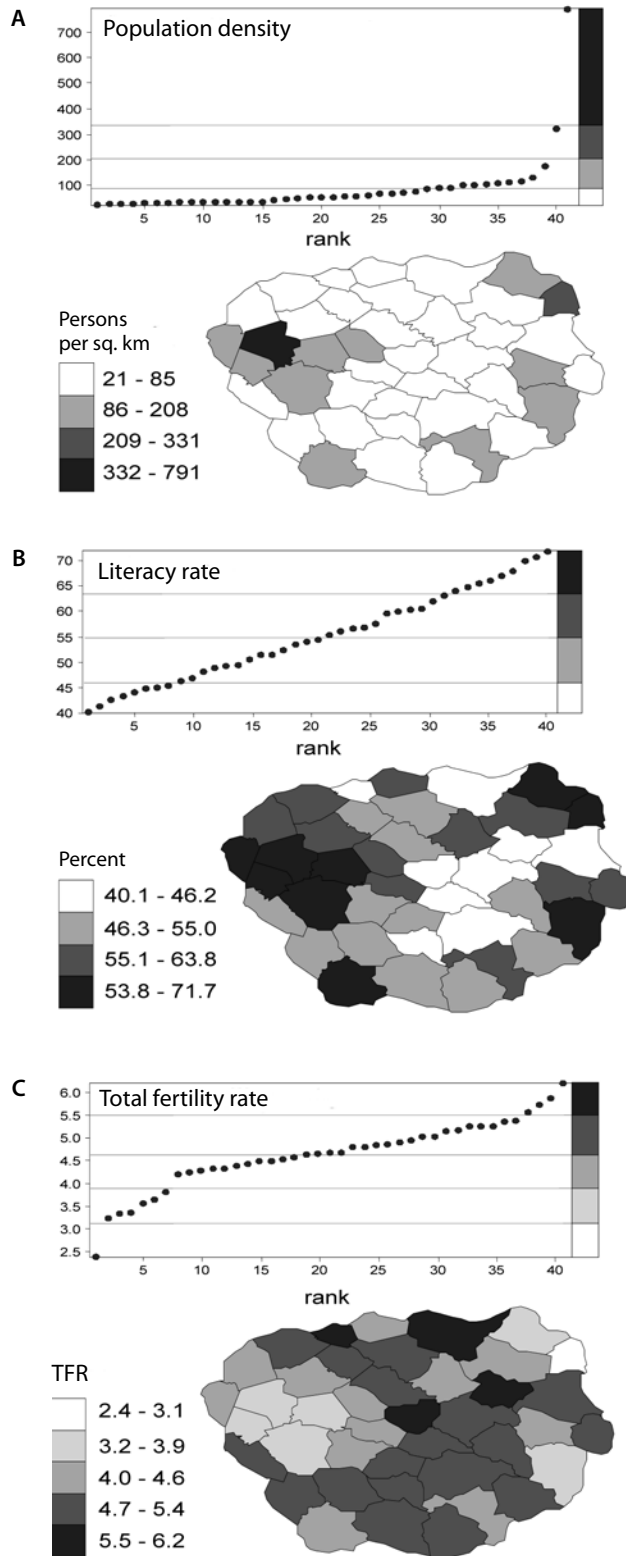 A
Population density
700
600
500
400
300
200
100
5 10 15 20 25 30 35 40
rank
Persons
per sq. km
21 - 85
86 - 208
209 - 331
332 - 791
B
Literacy rate
70
65
60
55
50
45
40
5 10 15 20 25 30 35 40
rank
Percent
40.1 - 46.2
46.3 - 55.0
55.1 - 63.8
53.8 - 71.7
C
Total fertility rate
6.0
5.5
5.0
4.5
4.0
3.5
3.0
2.5
5 10 15 20 25 30 35 40
rank
TFR
2.4 - 3.1
3.2 - 3.9
4.0 - 4.6
4.7 - 5.4
5.5 - 6.2